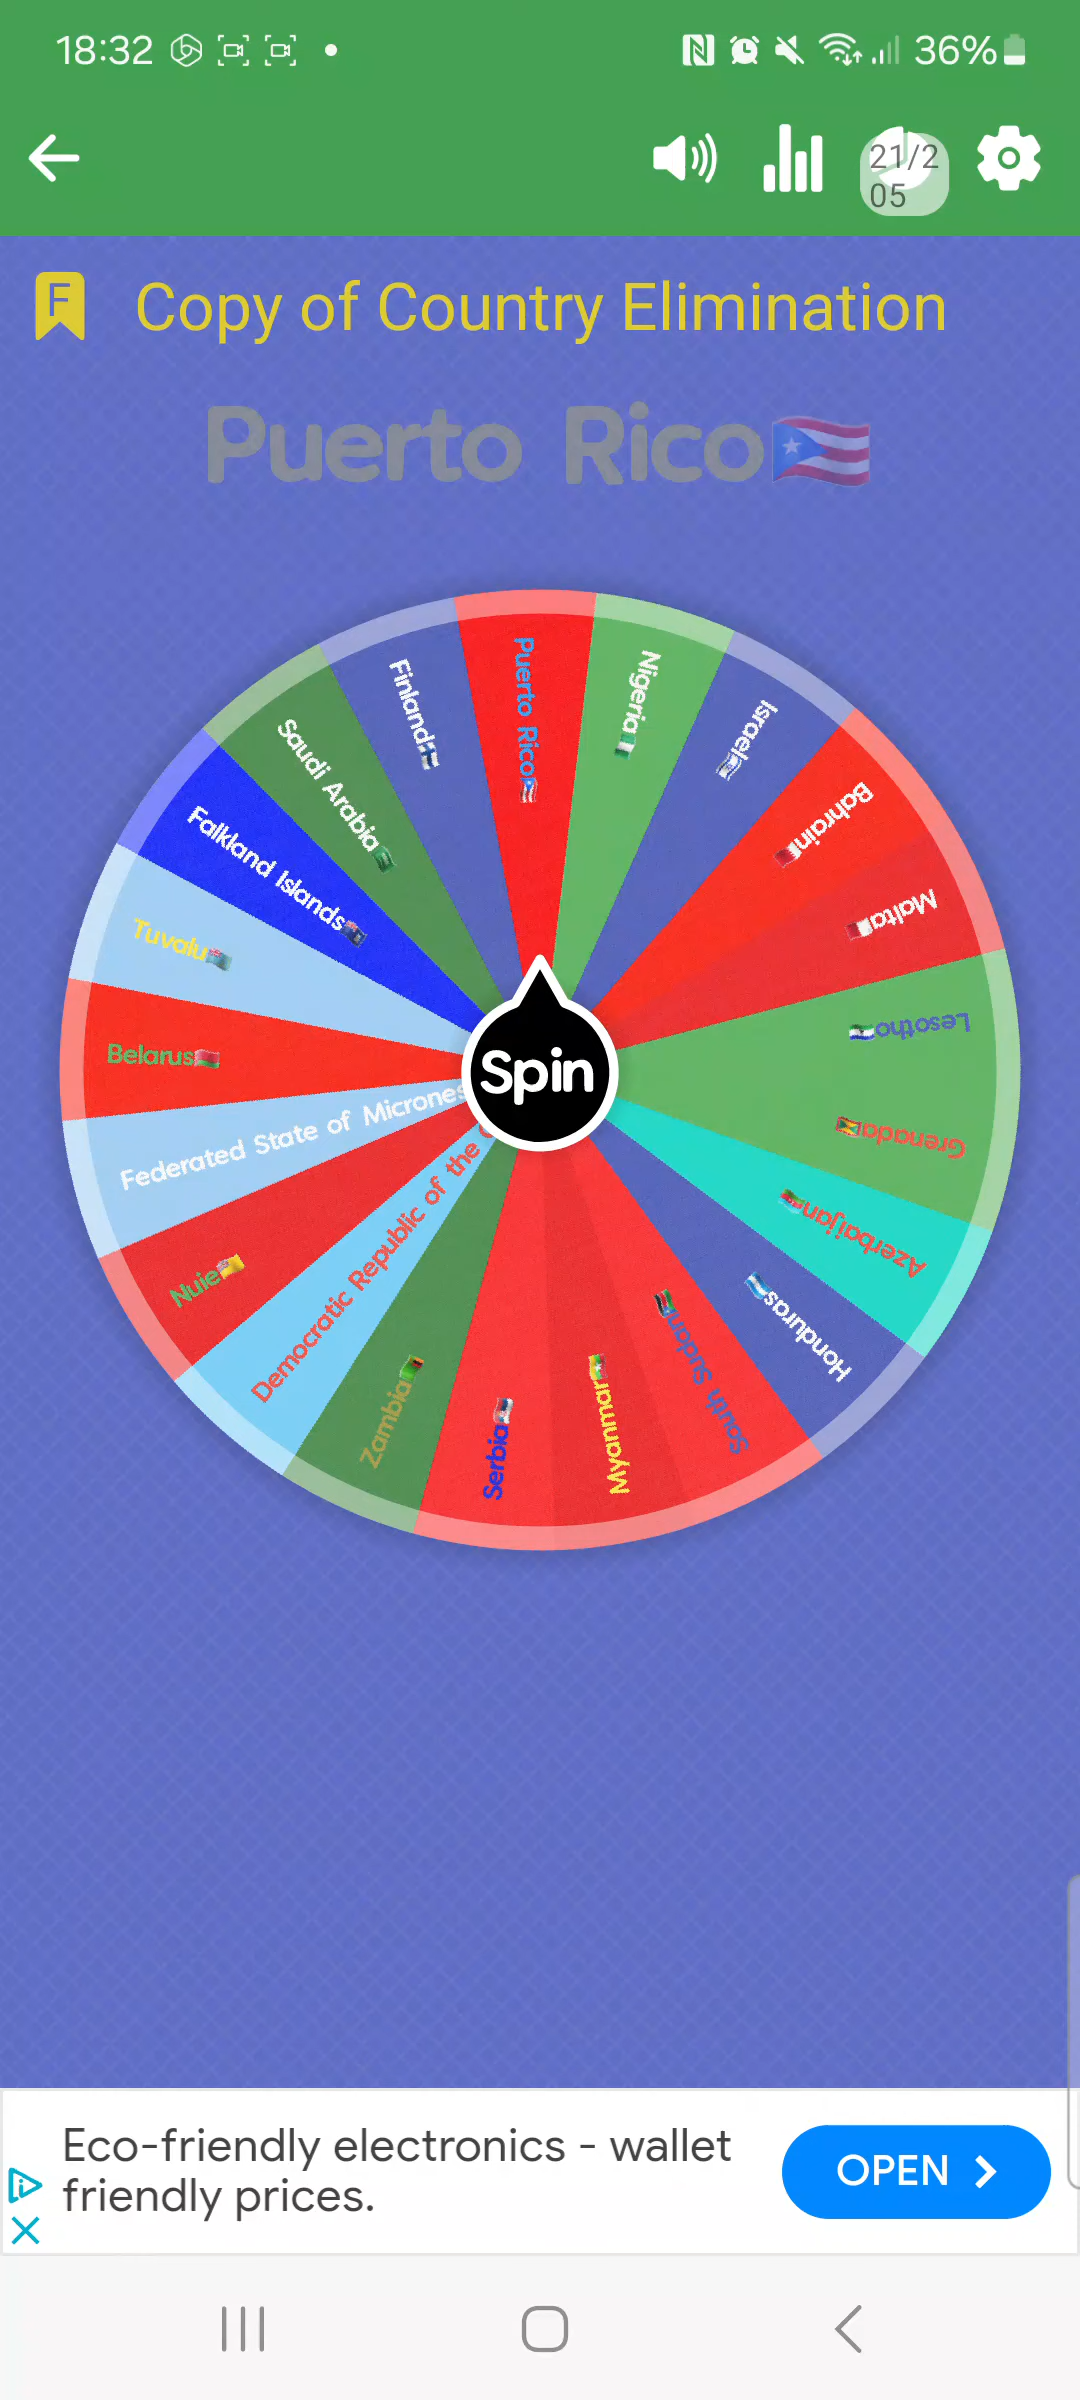 18:32
36%
21/2
05
F
Copy of Country Elimination
Puerto Rico
Puerto Rico
Nigeria
Israel
Bahrain
Malta
Lesotho
Grenada
Azerbaijan
Honduras
South Sudan
Myanmar
Serbia
Zambia
Democratic Republic of the
Nuie
Federated State of Micrones
Belarus
Tuvalu
Falkland Islands
Saudi Arabia
Finland
Spin
Eco-friendly electronics - wallet
friendly prices.
OPEN